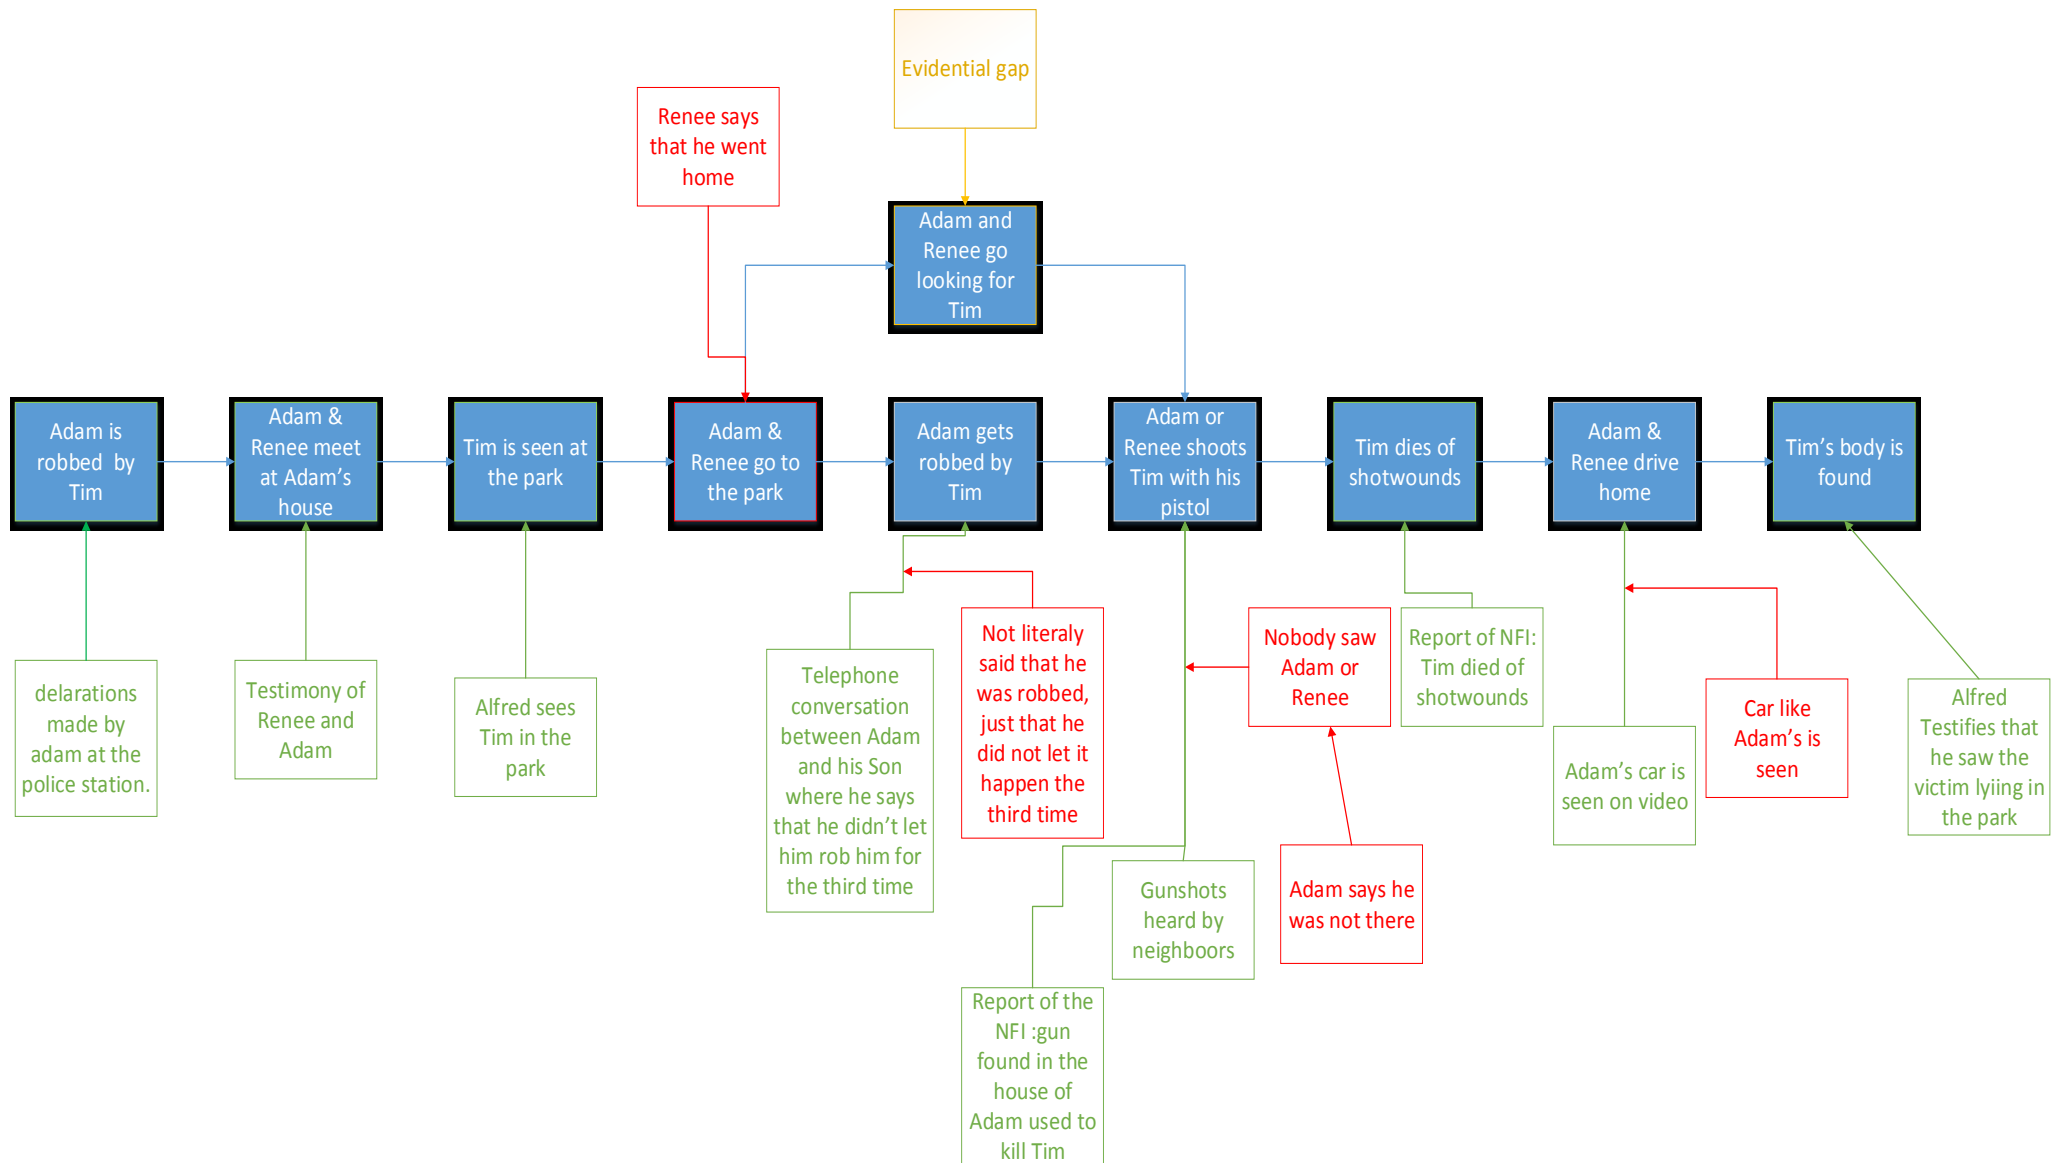 Evidential gap
Renee says
that he went
home
Adam and
Renee go
looking for
Tim
Adam is
robbed by
Tim
Adam &
Renee meet
at Adam’s
house
Tim is seen at
the park
Adam &
Renee go to
the park
Adam gets
robbed by
Tim
Adam or
Renee shoots
Tim with his
pistol
Tim dies of
shotwounds
Adam &
Renee drive
home
Tim’s body is
found
delarations
made by
adam at the
police station.
Testimony of
Renee and
Adam
Alfred sees
Tim in the
park
Telephone
conversation
between Adam
and his Son
where he says
that he didn’t let
him rob him for
the third time
Not literaly
said that he
was robbed,
just that he
did not let it
happen the
third time
Nobody saw
Adam or
Renee
Report of NFI:
Tim died of
shotwounds
Adam’s car is
seen on video
Car like
Adam’s is
seen
Alfred
Testifies that
he saw the
victim lyiing in
the park
Gunshots
heard by
neighboors
Adam says he
was not there
Report of the
NFI :gun
found in the
house of
Adam used to
kill Tim